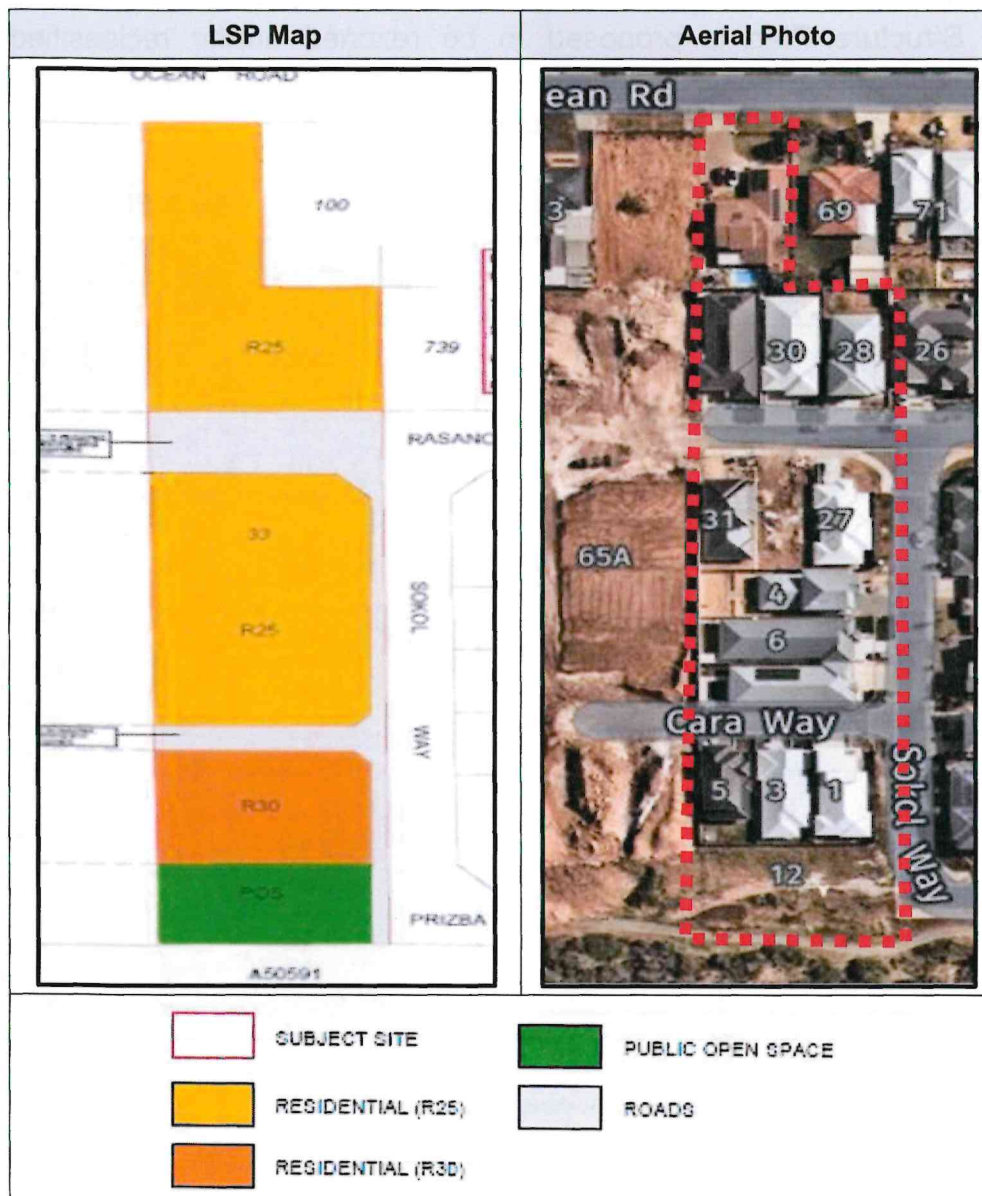 LSP Map
Aerial Photo
OCEAN ROAD
100
R25
739
RASANO
33
R25
SOKOL
WAY
R30
POS
PRIZBA
A50591
ean Rd
3
69
71
30
28
26
31
27
65A
4
6
Cara Way
5
3
1
Sokol Way
12
SUBJECT SITE
PUBLIC OPEN SPACE
RESIDENTIAL (R25)
ROADS
RESIDENTIAL (R30)